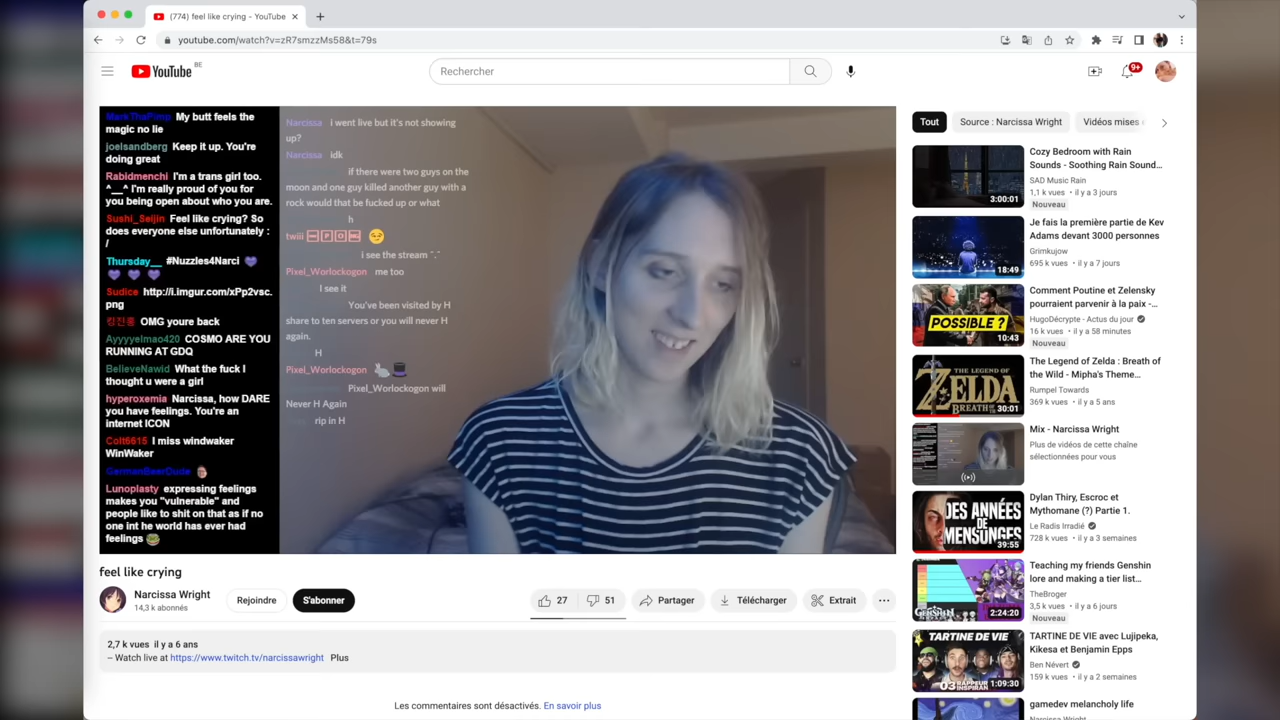 (774) feel like crying - YouTube
youtube.com/watch?v=zR7smzzMs58&t=79s
YouTube BE
Rechercher
9+
MarkThaPimp My butt feels the
magic no lie
joelsandberg Keep it up. You're
doing great
Rabidmenchi I'm a trans girl too.
^__^ I'm really proud of you for
you being open about who you are.
Sushi_Seijin Feel like crying? So
does everyone else unfortunately :
/
Thursday__ #Nuzzles4Narci
Sudice http://i.imgur.com/xPp2vsc.
png
킹진홍 OMG youre back
Ayyyyelmao420 COSMO ARE YOU
RUNNING AT GDQ
BelieveNawid What the fuck I
thought u were a girl
hyperoxemia Narcissa, how DARE
you have feelings. You're an
internet ICON
Colt6615 I miss windwaker
WinWaker
GermanBeerDude
Lunoplasty expressing feelings
makes you "vulnerable" and
people like to shit on that as if no
one int he world has ever had
feelings
Narcissa i went live but it's not showing
up?
Narcissa idk
if there were two guys on the
moon and one guy killed another guy with a
rock would that be fucked up or what
h
twiii
i see the stream ^.^
Pixel_Worlockogon me too
I see it
You've been visited by H
share to ten servers or you will never H
again.
H
Pixel_Worlockogon
Pixel_Worlockogon will
Never H Again
rip in H
feel like crying
Narcissa Wright
14,3 k abonnés
Rejoindre
S'abonner
27
51
Partager
Télécharger
Extrait
2,7 k vues il y a 6 ans
– Watch live at https://www.twitch.tv/narcissawright Plus
Les commentaires sont désactivés. En savoir plus
Tout
Source : Narcissa Wright
Vidéos mises
3:00:01
Cozy Bedroom with Rain
Sounds - Soothing Rain Sound...
SAD Music Rain
1,1 k vues • il y a 3 jours
Nouveau
18:49
Je fais la première partie de Kev
Adams devant 3000 personnes
Grimkujow
695 k vues • il y a 7 jours
POSSIBLE ?
10:43
Comment Poutine et Zelensky
pourraient parvenir à la paix -...
HugoDécrypte - Actus du jour
16 k vues • il y a 58 minutes
Nouveau
THE LEGEND OF
ZELDA
BREATH OF THE WILD
30:01
The Legend of Zelda : Breath of
the Wild - Mipha's Theme...
Rumpel Towards
369 k vues • il y a 5 ans
Mix - Narcissa Wright
Plus de vidéos de cette chaîne
sélectionnées pour vous
DES ANNÉES
DE
MENSONGES
39:55
Dylan Thiry, Escroc et
Mythomane (?) Partie 1.
Le Radis Irradié
728 k vues • il y a 3 semaines
GENSHIN
2:24:20
Teaching my friends Genshin
lore and making a tier list...
TheBroger
3,5 k vues • il y a 6 jours
Nouveau
TARTINE DE VIE
1:09:30
TARTINE DE VIE avec Lujipeka,
Kikesa et Benjamin Epps
Ben Névert
159 k vues • il y a 2 semaines
gamedev melancholy life